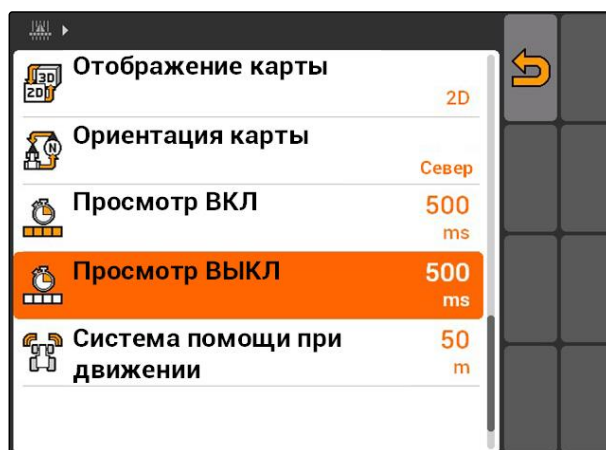 Отображение карты
2D
Ориентация карты
Север
Просмотр ВКЛ
500
ms
Просмотр ВЫКЛ
500
ms
Система помощи при
движении
50
m